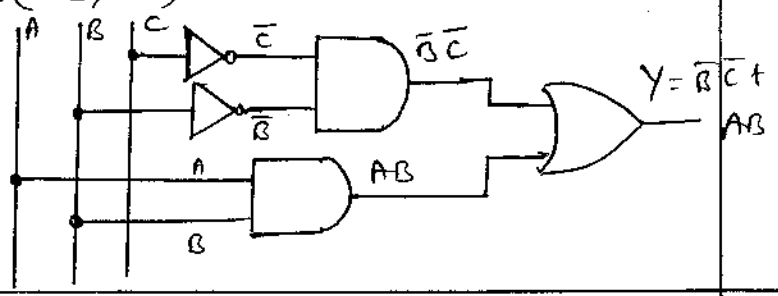 A B C
C̅
B̅ C̅
Y = B̅ C̅ +
AB
B̅
A
AB
B